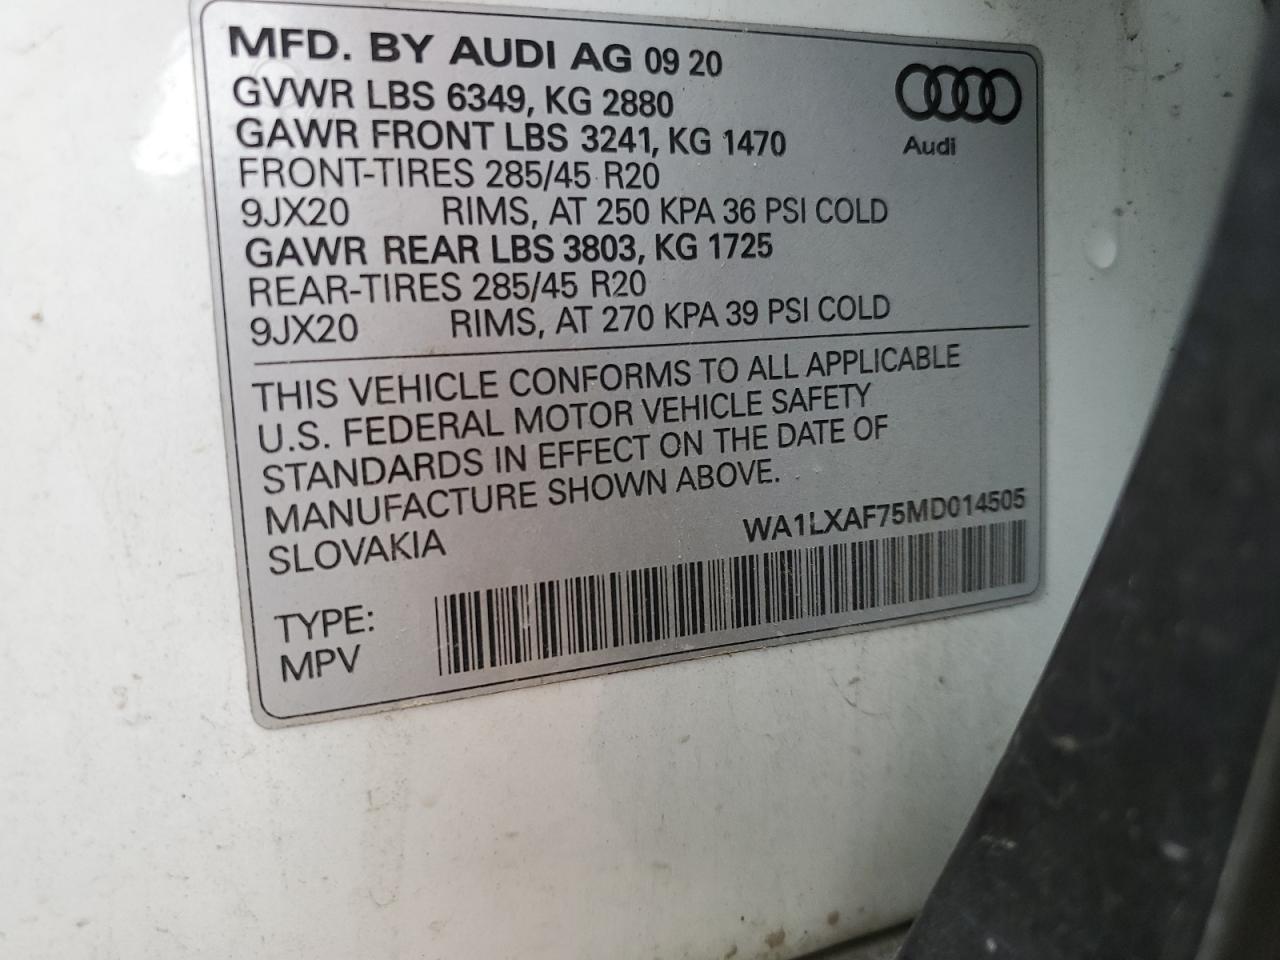 MFD. BY AUDI AG 09 20
GVWR LBS 6349, KG 2880
GAWR FRONT LBS 3241, KG 1470
FRONT-TIRES 285/45 R20
9JX20 RIMS, AT 250 KPA 36 PSI COLD
GAWR REAR LBS 3803, KG 1725
REAR-TIRES 285/45 R20
9JX20 RIMS, AT 270 KPA 39 PSI COLD
Audi
THIS VEHICLE CONFORMS TO ALL APPLICABLE
U.S. FEDERAL MOTOR VEHICLE SAFETY
STANDARDS IN EFFECT ON THE DATE OF
MANUFACTURE SHOWN ABOVE.
SLOVAKIA
WA1LXAF75MD014505
TYPE:
MPV